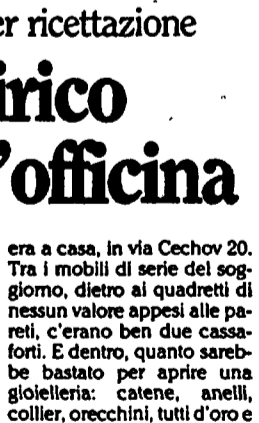 er ricettazione
irico
'officina
era a casa, in via Cechov 20.
Tra i mobili di serie del sog-
giorno, dietro ai quadretti di
nessun valore appesi alle pa-
reti, c'erano ben due cassa-
forti. E dentro, quanto sareb-
be bastato per aprire una
gioielleria: catene, anelli,
collier, orecchini, tutti d'oro e